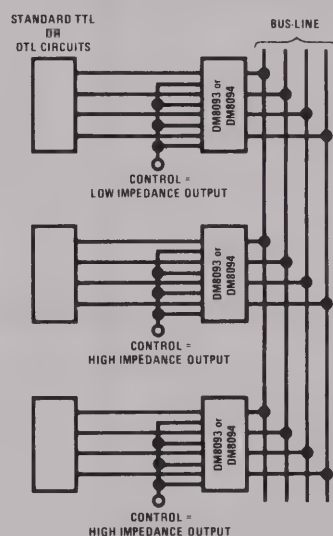 STANDARD TTL
OR
DTL CIRCUITS
BUS-LINE
DM8093 or
DM8094
CONTROL =
LOW IMPEDANCE OUTPUT
DM8093 or
DM8094
CONTROL =
HIGH IMPEDANCE OUTPUT
DM8093 or
DM8094
CONTROL =
HIGH IMPEDANCE OUTPUT